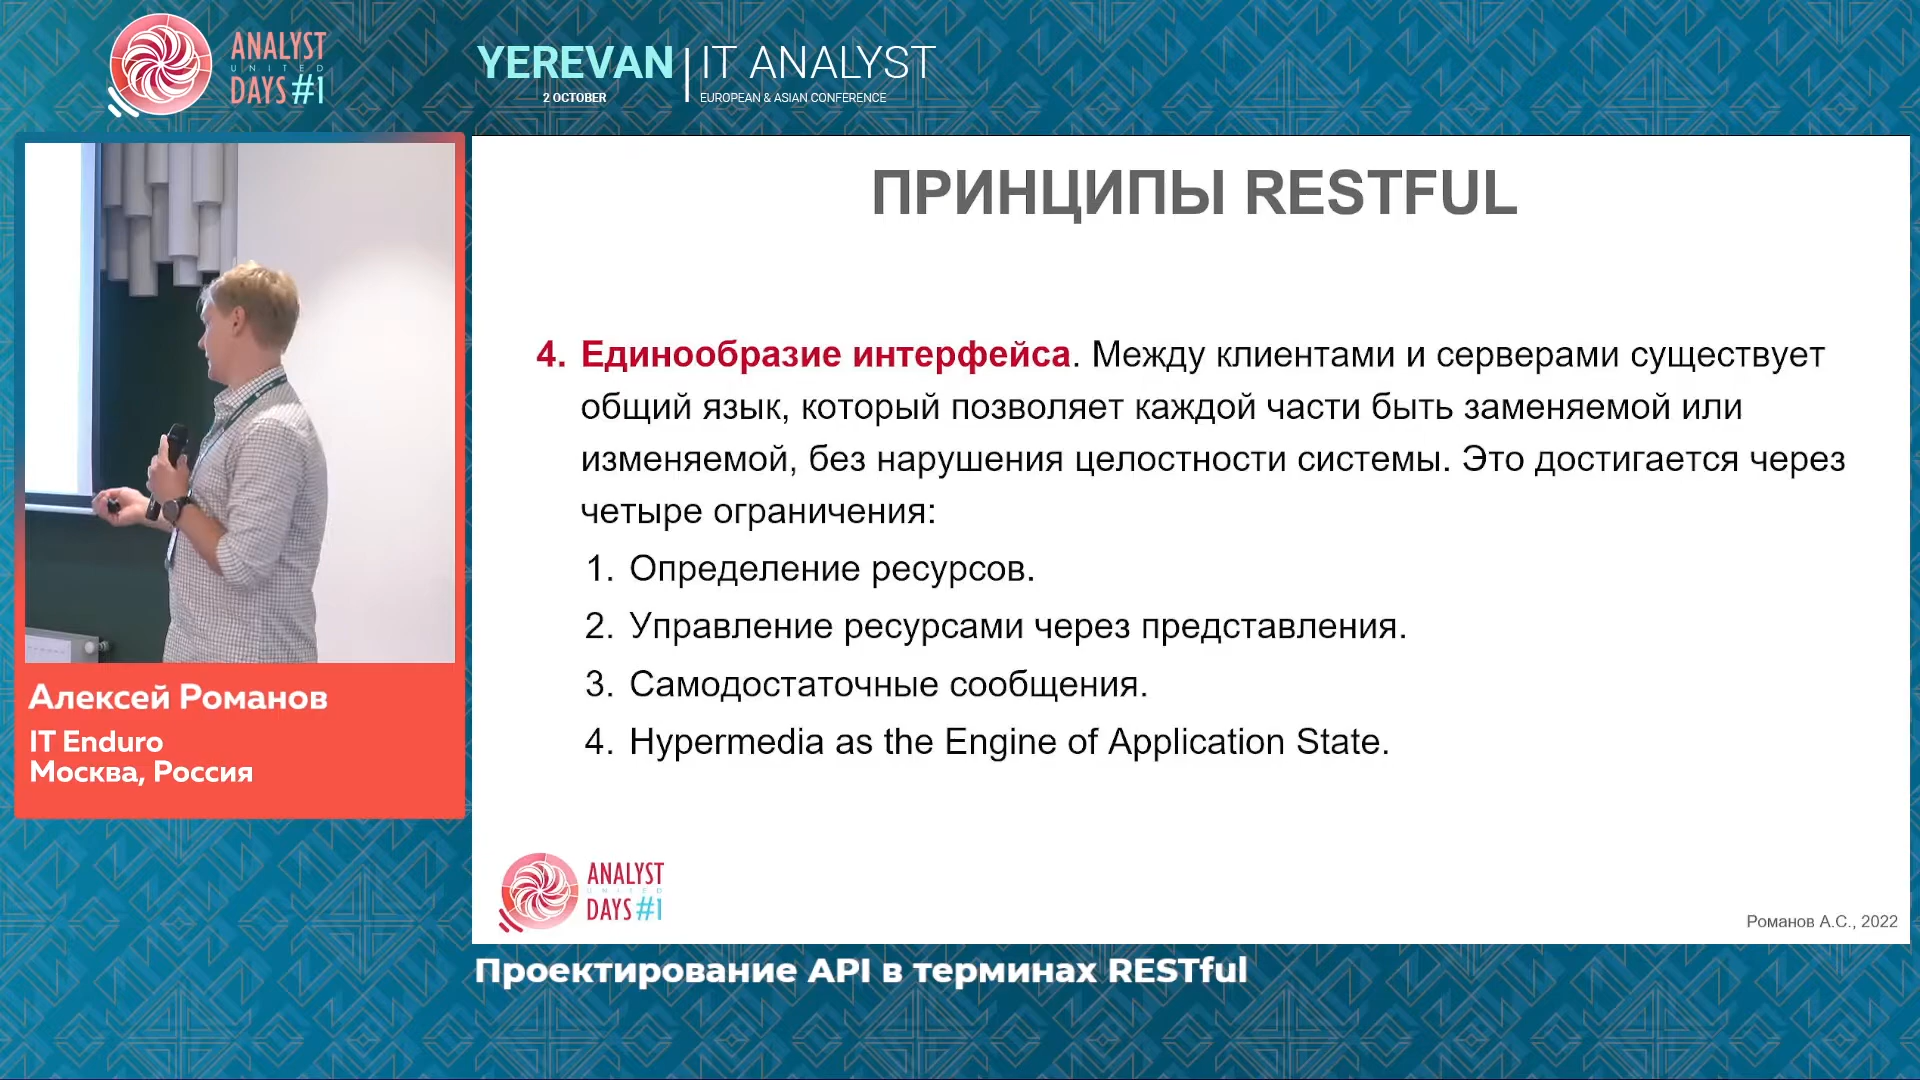 ANALYST
UNITED
DAYS #1
YEREVAN
2 OCTOBER
IT ANALYST
EUROPEAN & ASIAN CONFERENCE
ПРИНЦИПЫ RESTFUL
4. Единообразие интерфейса. Между клиентами и серверами существует
общий язык, который позволяет каждой части быть заменяемой или
изменяемой, без нарушения целостности системы. Это достигается через
четыре ограничения:
1. Определение ресурсов.
2. Управление ресурсами через представления.
3. Самодостаточные сообщения.
4. Hypermedia as the Engine of Application State.
Алексей Романов
IT Enduro
Москва, Россия
ANALYST
UNITED
DAYS #1
Романов А.С., 2022
Проектирование API в терминах RESTful